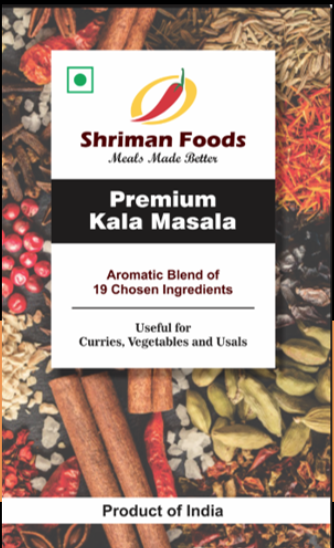 Shriman Foods
Meals Made Better
Premium
Kala Masala
Aromatic Blend of
19 Chosen Ingredients
Useful for
Curries, Vegetables and Usals
Product of India